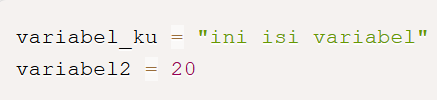 variabel_ku = "ini isi variabel"
variabel2 = 20